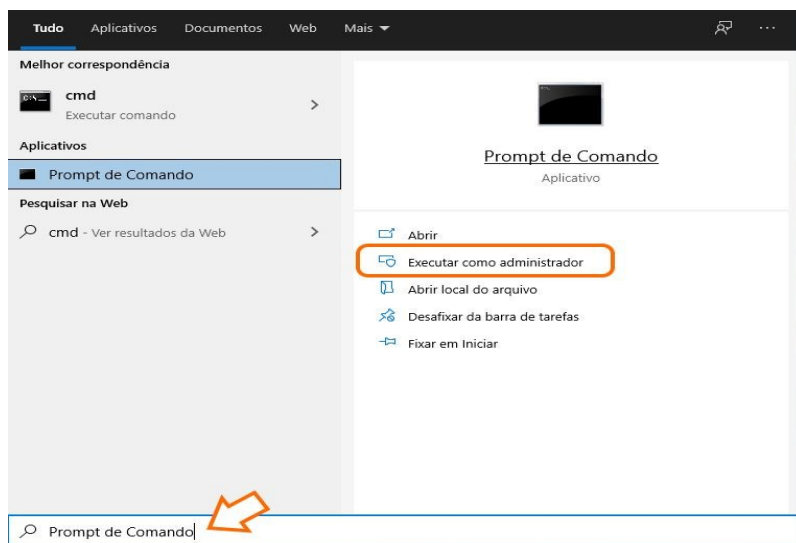 Tudo Aplicativos Documentos Web Mais
Melhor correspondência
cmd
Executar comando
Aplicativos
Prompt de Comando
Pesquisar na Web
cmd - Ver resultados da Web
Prompt de Comando
Aplicativo
Abrir
Executar como administrador
Abrir local do arquivo
Desafixar da barra de tarefas
Fixar em Iniciar
Prompt de Comando